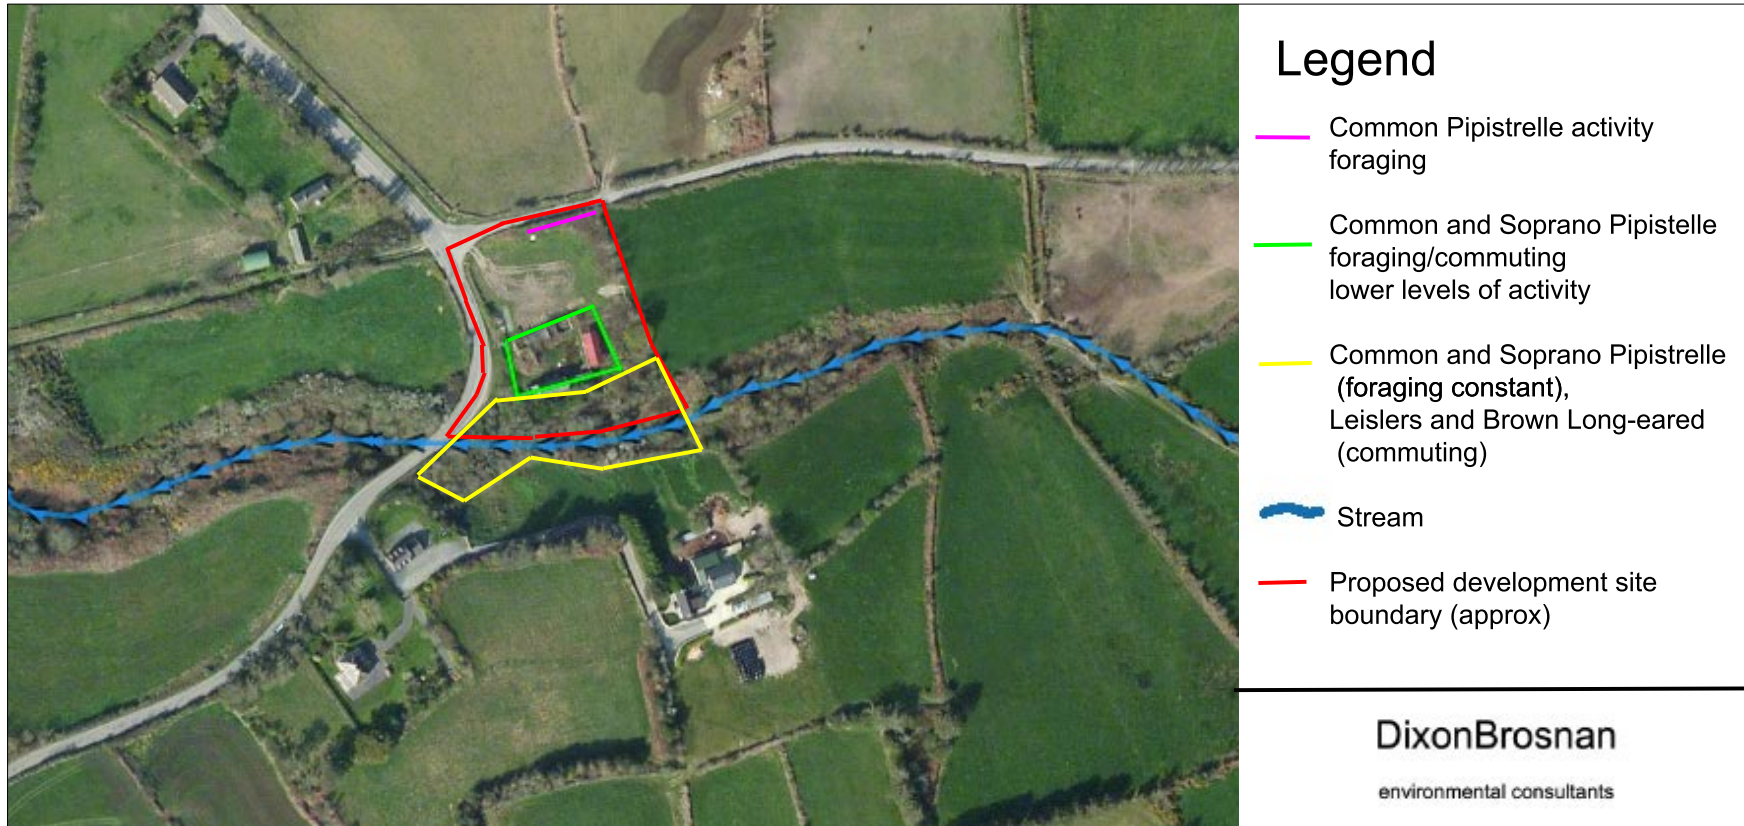 Legend
Common Pipistrelle activity
foraging
Common and Soprano Pipistelle
foraging/commuting
lower levels of activity
Common and Soprano Pipistrelle
(foraging constant),
Leislers and Brown Long-eared
(commuting)
Stream
Proposed development site
boundary (approx)
DixonBrosnan
environmental consultants